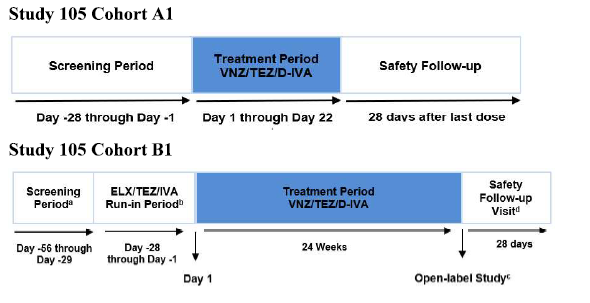 Study 105 Cohort A1
Screening Period
Treatment Period
VNZ/TEZ/D-IVA
Safety Follow-up
Day -28 through Day -1
Day 1 through Day 22
28 days after last dose
Study 105 Cohort B1
Screening
Periodᵃ
ELX/TEZ/IVA
Run-in Periodᵇ
Treatment Period
VNZ/TEZ/D-IVA
Safety
Follow-up
Visitᵈ
Day -56 through
Day -29
Day -28
through Day -1
24 Weeks
28 days
Day 1
Open-label Studyᶜ